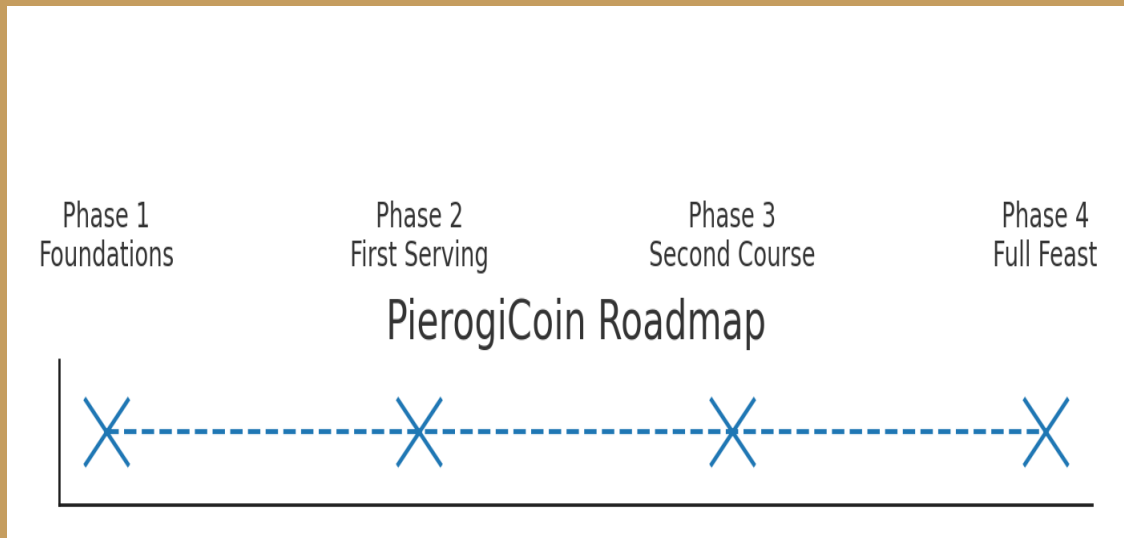 Phase 1
Foundations
Phase 2
First Serving
Phase 3
Second Course
Phase 4
Full Feast
PierogiCoin Roadmap